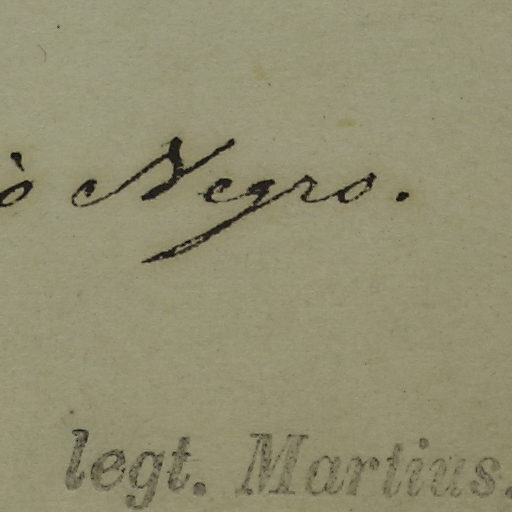 ò Negro.
legt. Martius.